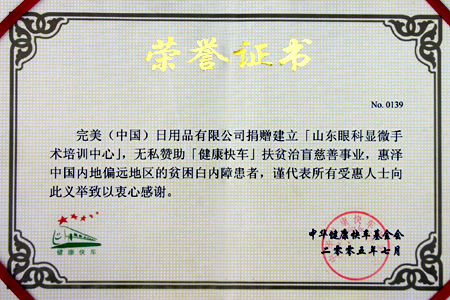 荣誉证书
No. 0139
完美（中国）日用品有限公司捐赠建立「山东眼科显微手
术培训中心」，无私赞助「健康快车」扶贫治盲慈善事业，惠泽
中国内地偏远地区的贫困白内障患者，谨代表所有受惠人士向
此义举致以衷心感谢。
健康快车
中华健康快车基金会
二零零五年七月